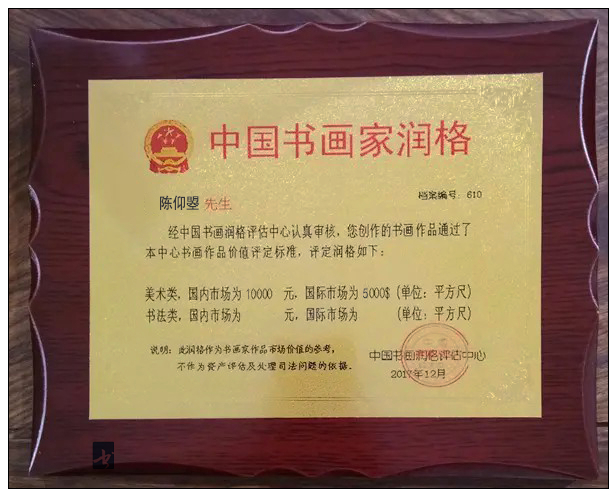 中国书画家润格
档案编号：610
陈仰曌 先生
经中国书画润格评估中心认真审核，您创作的书画作品通过了
本中心书画作品价值评定标准，评定润格如下：
美术类，国内市场为 10000 元，国际市场为 5000$（单位：平方尺）
书法类，国内市场为 元，国际市场为 （单位：平方尺）
说明：此润格作为书画家作品市场价值的参考，
不作为资产评估及处理司法问题的依据。
中国书画润格评估中心
2017年12月